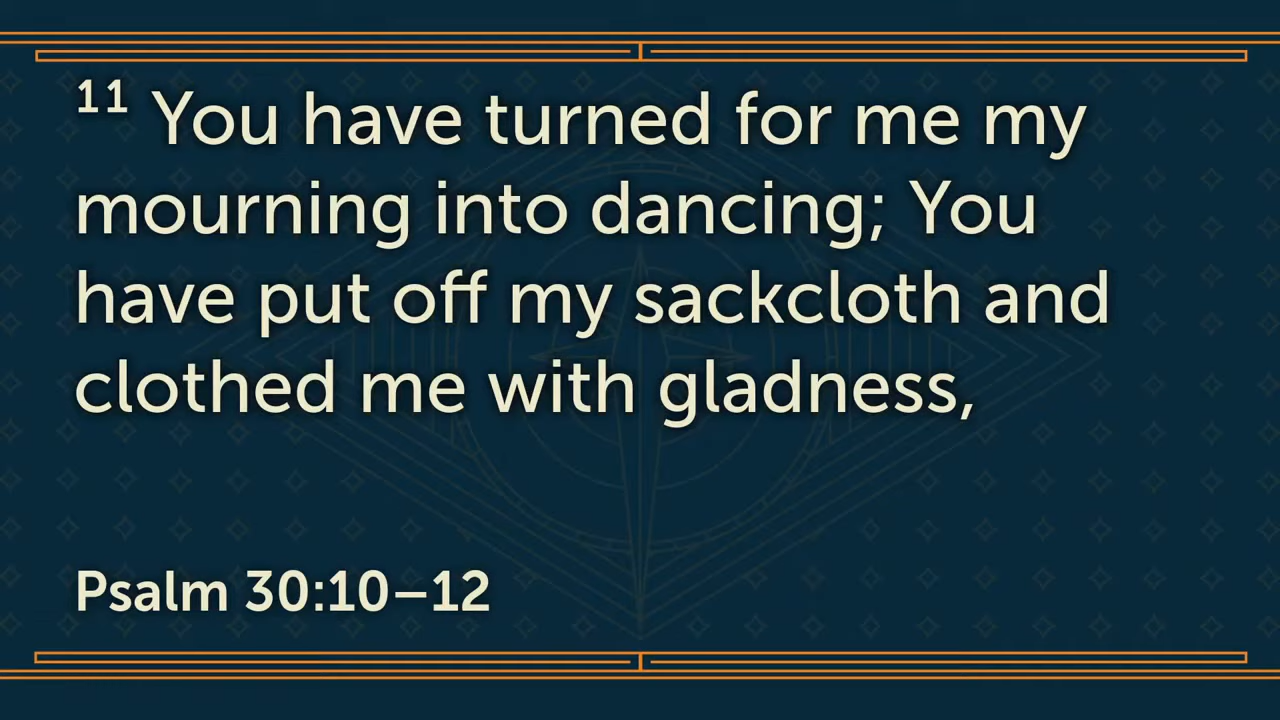 ¹¹ You have turned for me my
mourning into dancing; You
have put off my sackcloth and
clothed me with gladness,
Psalm 30:10–12